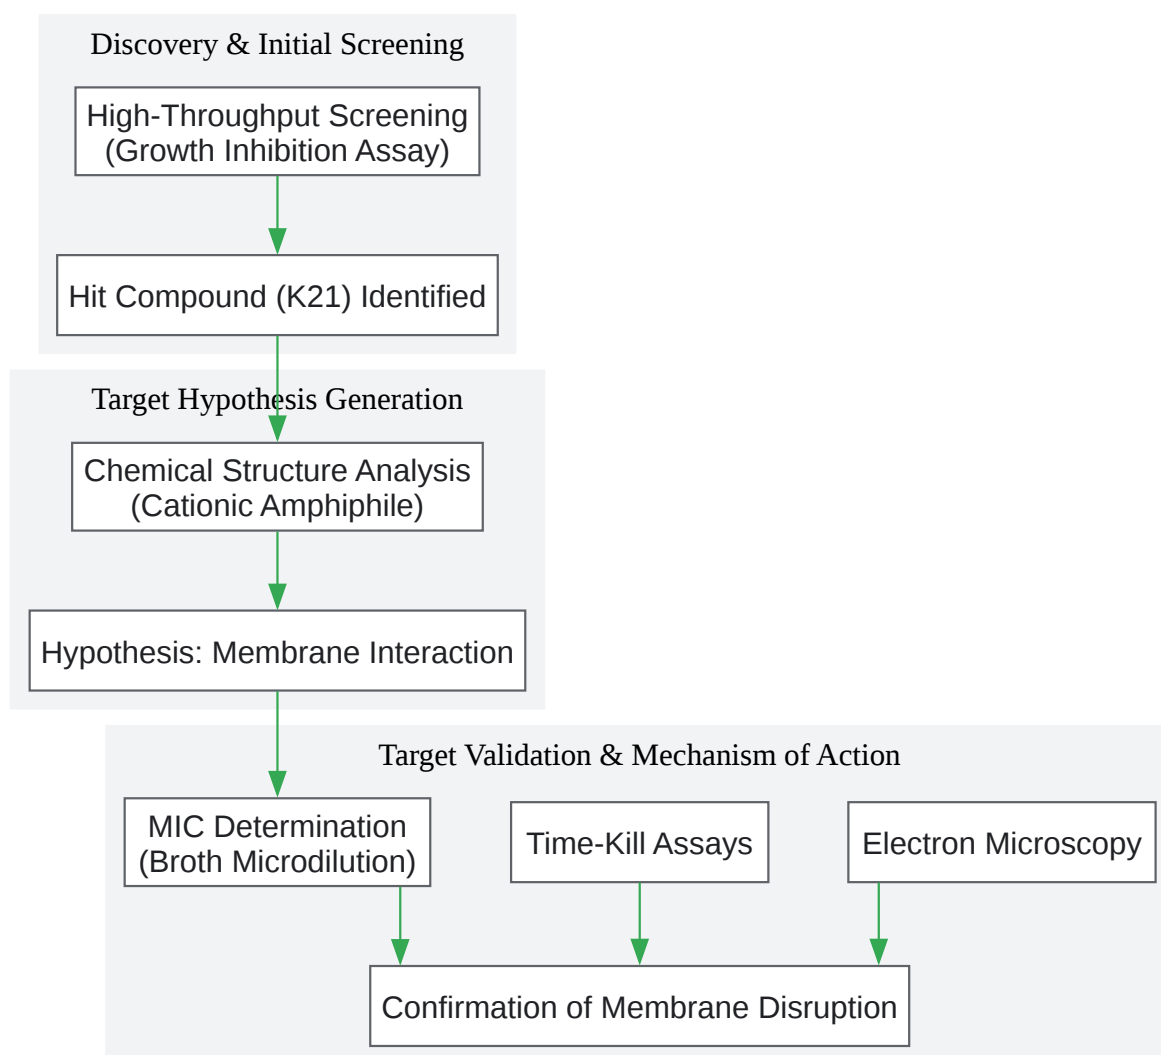 Discovery & Initial Screening
High-Throughput Screening
(Growth Inhibition Assay)
Hit Compound (K21) Identified
Target Hypothesis Generation
Chemical Structure Analysis
(Cationic Amphiphile)
Hypothesis: Membrane Interaction
Target Validation & Mechanism of Action
MIC Determination
(Broth Microdilution)
Time-Kill Assays
Electron Microscopy
Confirmation of Membrane Disruption